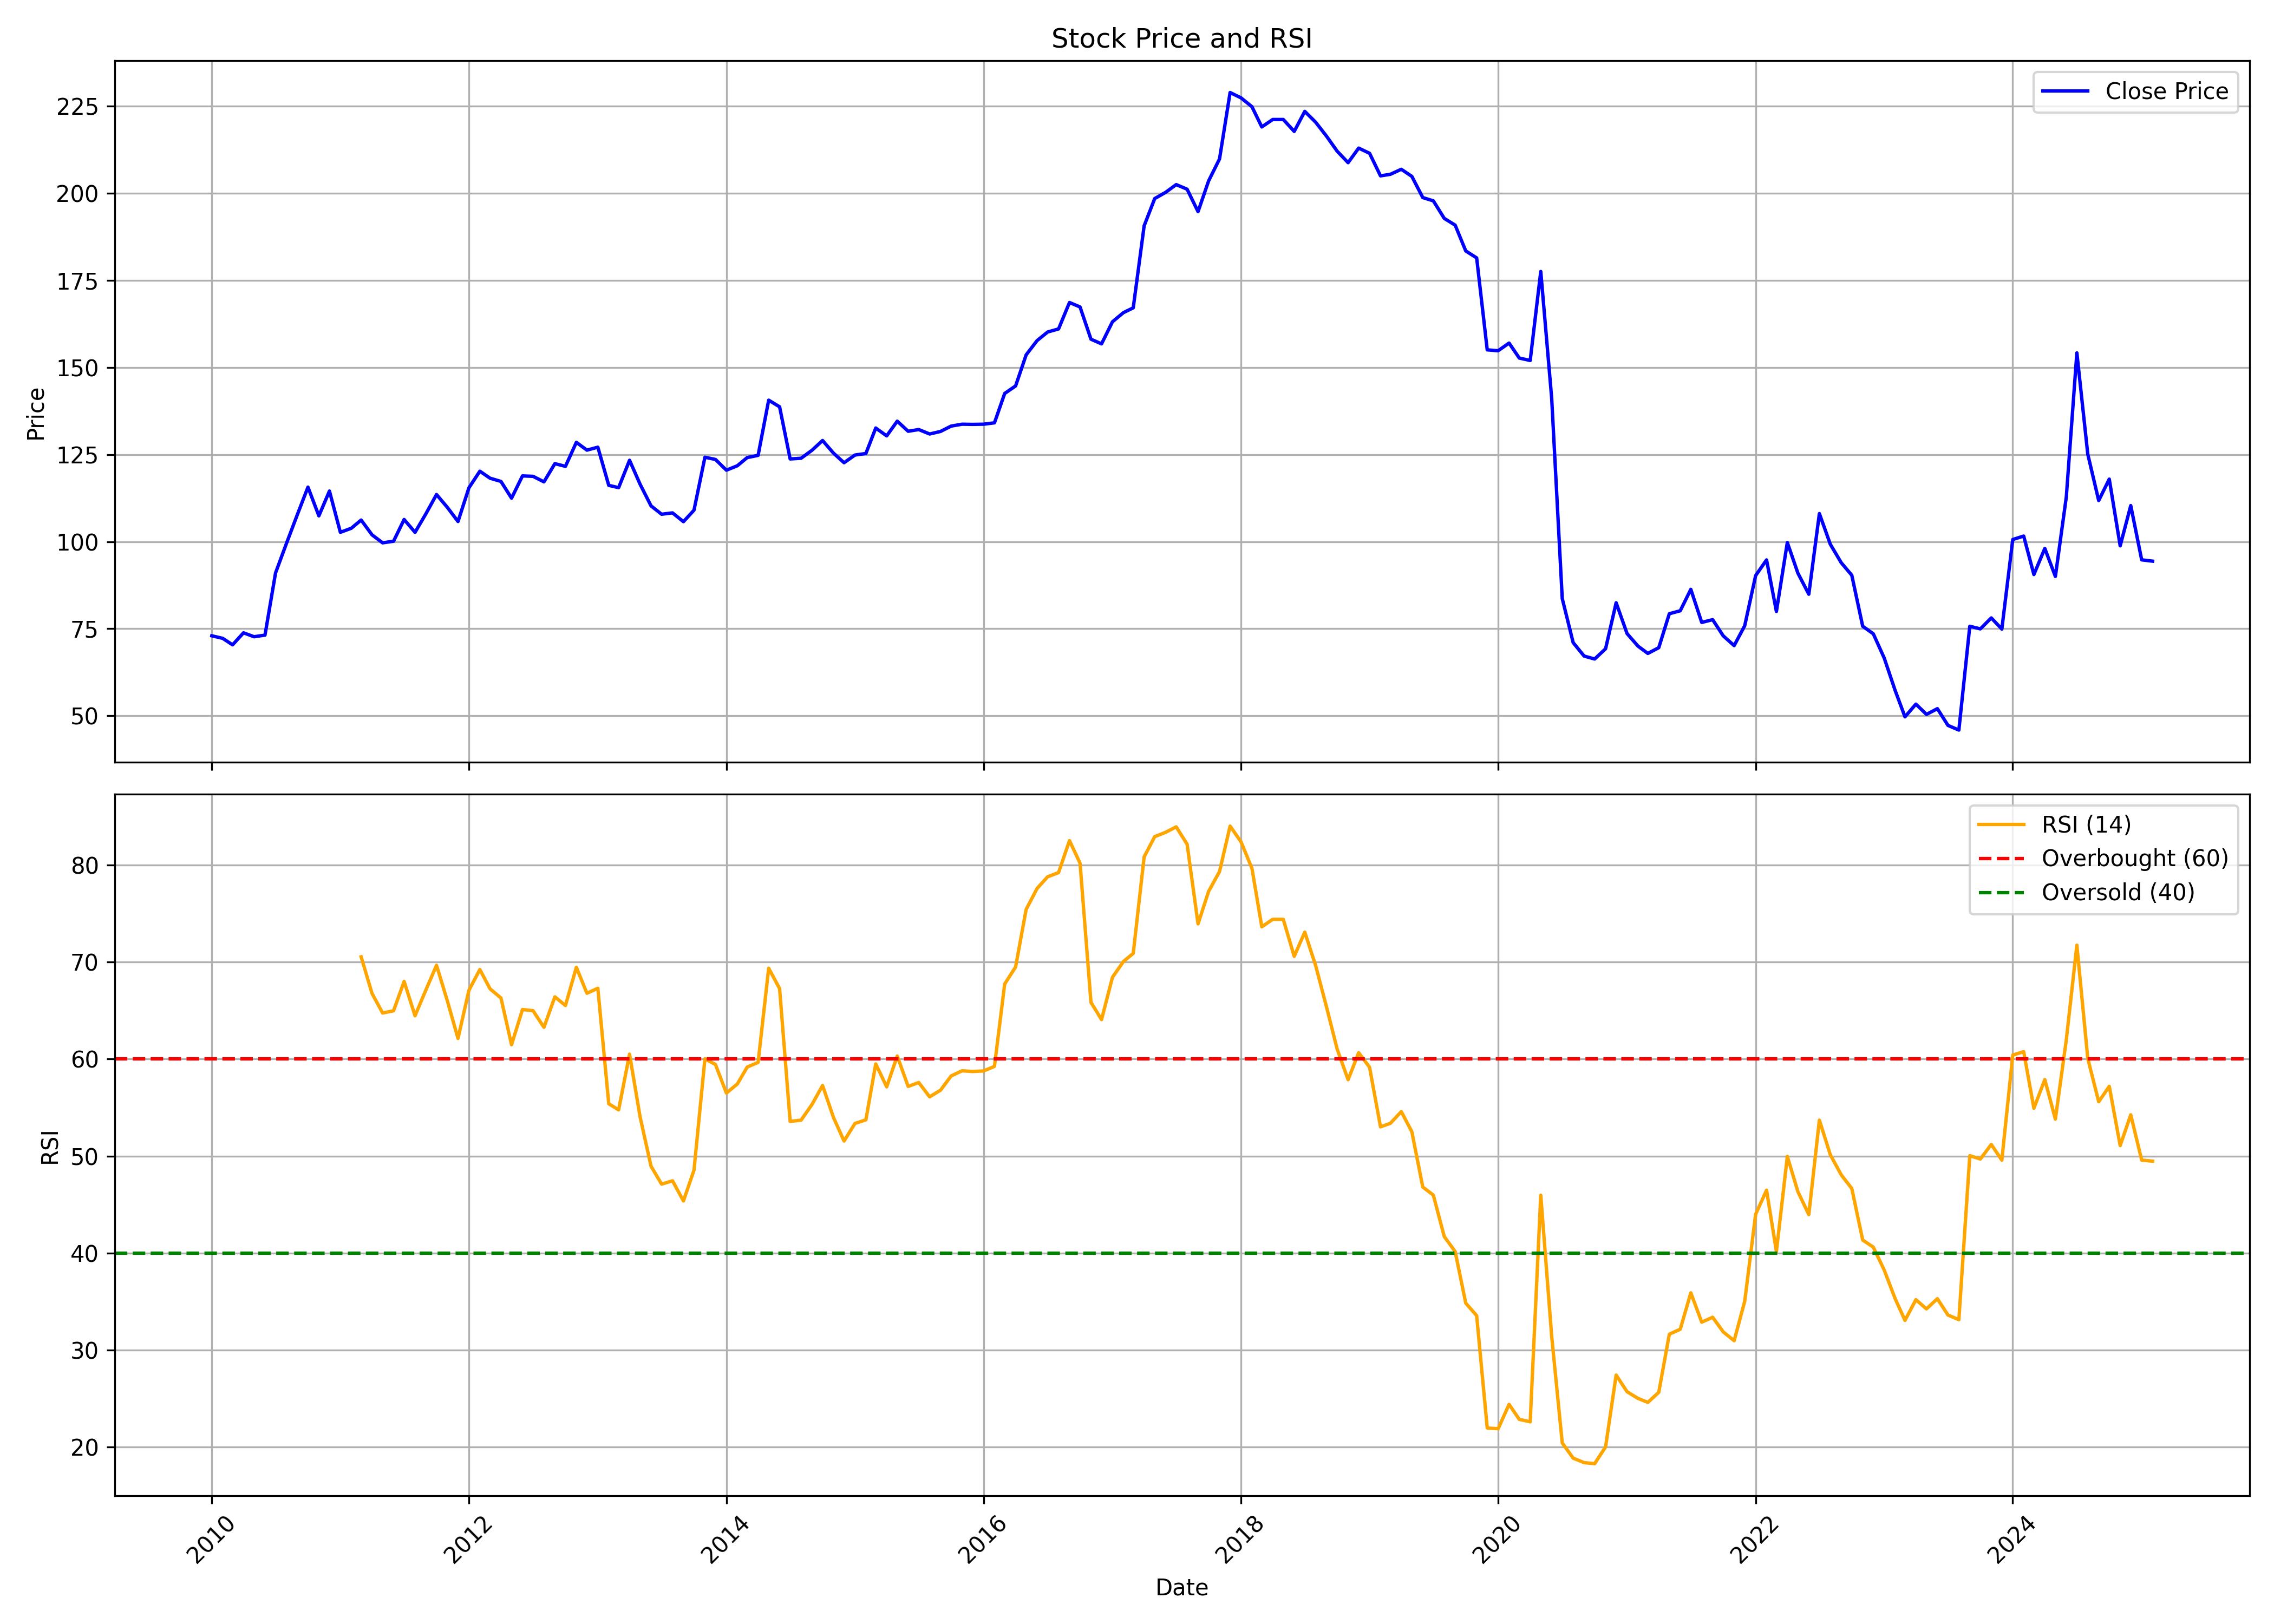 Stock Price and RSI
Close Price
225
200
175
150
125
100
75
50
Price
RSI (14)
Overbought (60)
Oversold (40)
80
70
60
50
40
30
20
RSI
2010
2012
2014
2016
2018
2020
2022
2024
Date